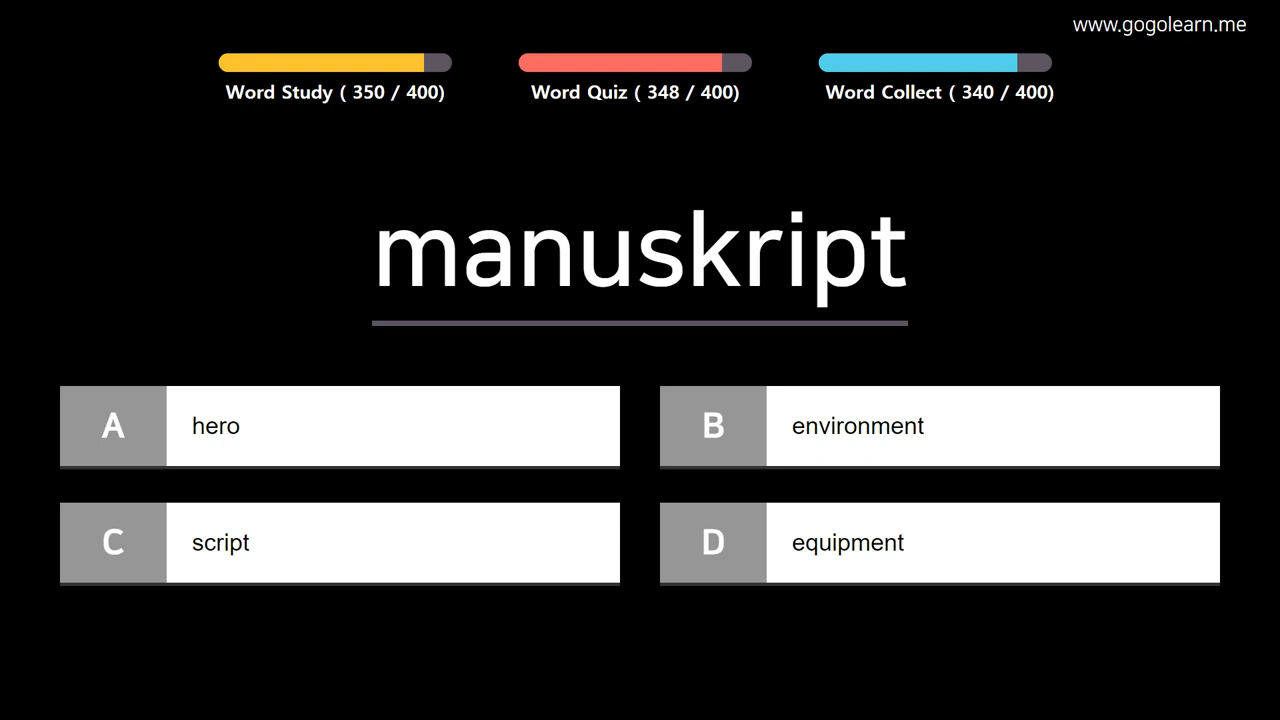 www.gogolearn.me
Word Study ( 350 / 400)
Word Quiz ( 348 / 400)
Word Collect ( 340 / 400)
manuskript
A hero
B environment
C script
D equipment